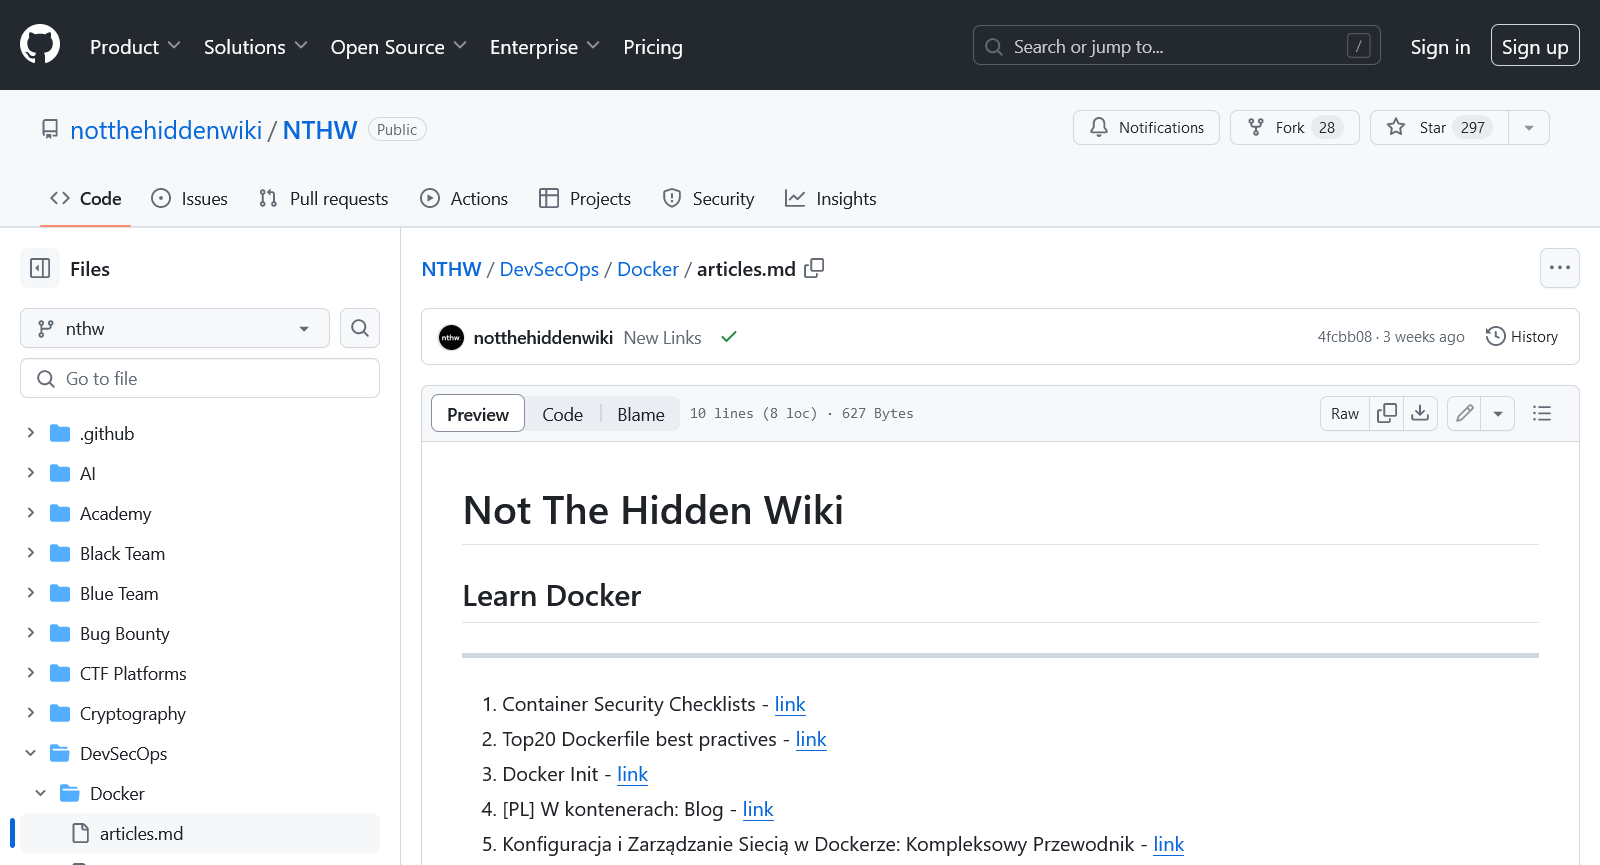 Product Solutions Open Source Enterprise Pricing Search or jump to... / Sign in Sign up
notthehiddenwiki / NTHW Public Notifications Fork 28 Star 297
Code Issues Pull requests Actions Projects Security Insights
Files
nthw
Go to file
.github
AI
Academy
Black Team
Blue Team
Bug Bounty
CTF Platforms
Cryptography
DevSecOps
Docker
articles.md
NTHW / DevSecOps / Docker / articles.md
nthw notthehiddenwiki New Links 4fcbb08 · 3 weeks ago History
Preview Code Blame 10 lines (8 loc) · 627 Bytes Raw
Not The Hidden Wiki
Learn Docker
1. Container Security Checklists - link
2. Top20 Dockerfile best practives - link
3. Docker Init - link
4. [PL] W kontenerach: Blog - link
5. Konfiguracja i Zarządzanie Siecią w Dockerze: Kompleksowy Przewodnik - link